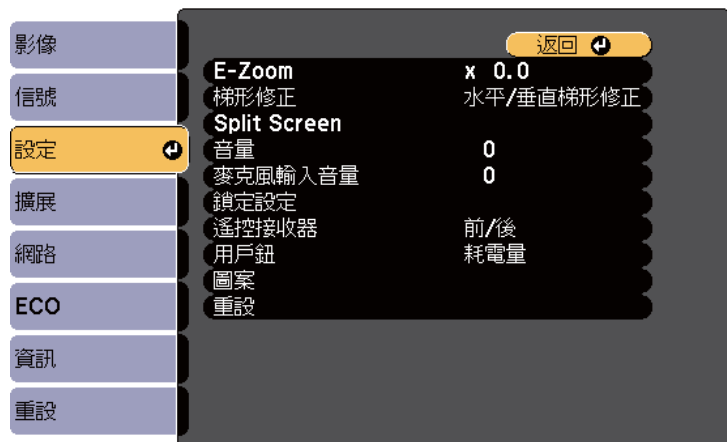 影像
信號
設定
擴展
網路
ECO
資訊
重設
返回
E-Zoom x 0.0
梯形修正 水平/垂直梯形修正
Split Screen
音量 0
麥克風輸入音量 0
鎖定設定
遙控接收器 前/後
用戶鈕 耗電量
圖案
重設